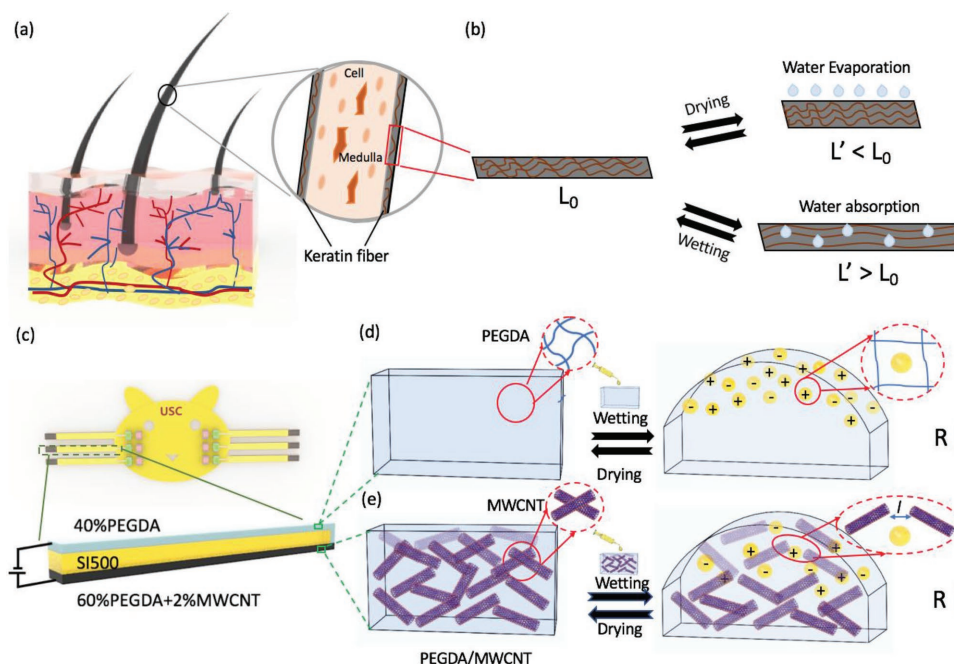 (a)
Cell
Medulla
Keratin fiber
(b)
L0
Drying
Water Evaporation
L' < L0
Wetting
Water absorption
L' > L0
(c)
USC
40%PEGDA
SI500
60%PEGDA+2%MWCNT
(d)
PEGDA
Wetting
Drying
+ - + - + - + + - + + + - + - - + +
R
(e)
MWCNT
PEGDA/MWCNT
Wetting
Drying
l
R